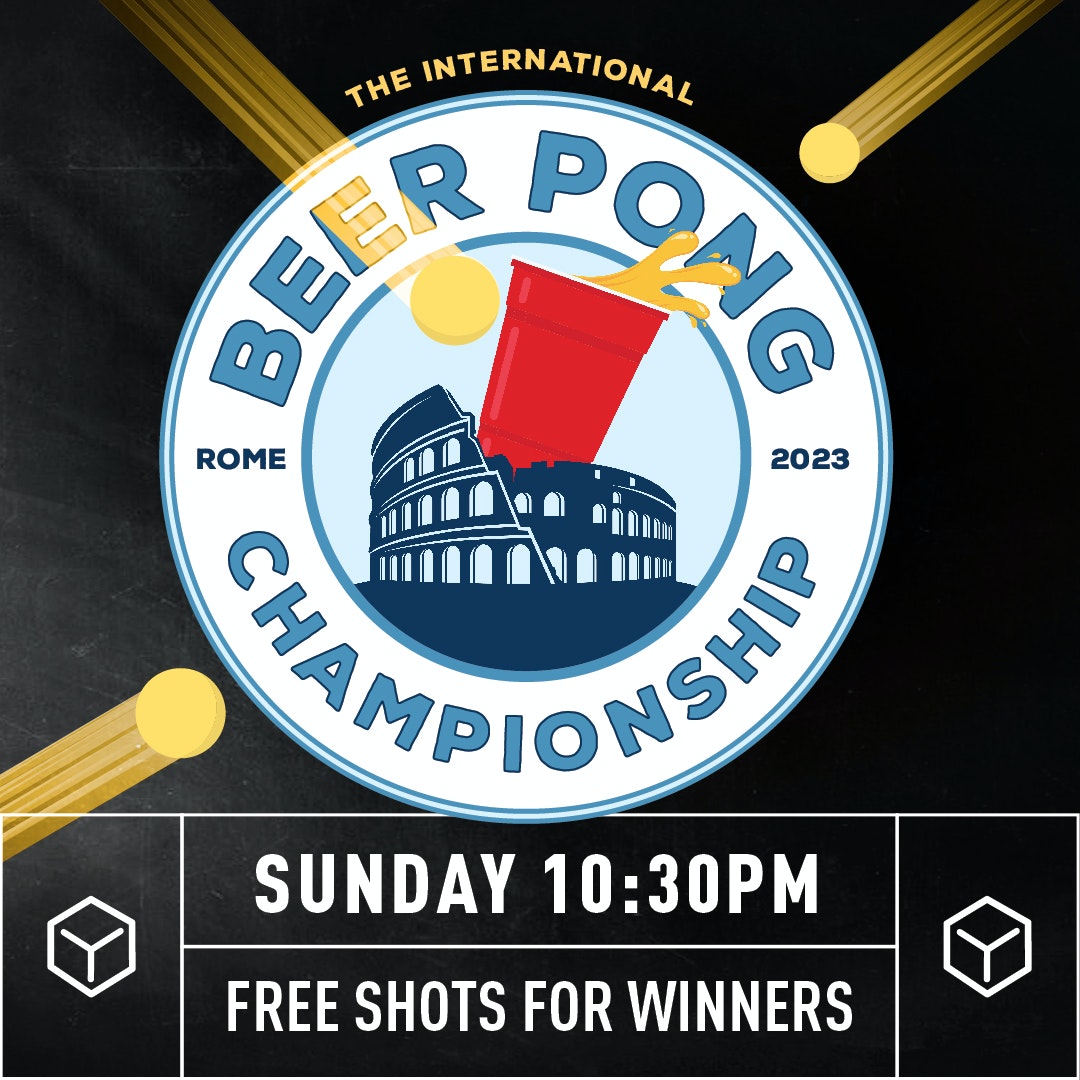 THE INTERNATIONAL
BEER PONG
ROME
2023
CHAMPIONSHIP
SUNDAY 10:30PM
FREE SHOTS FOR WINNERS